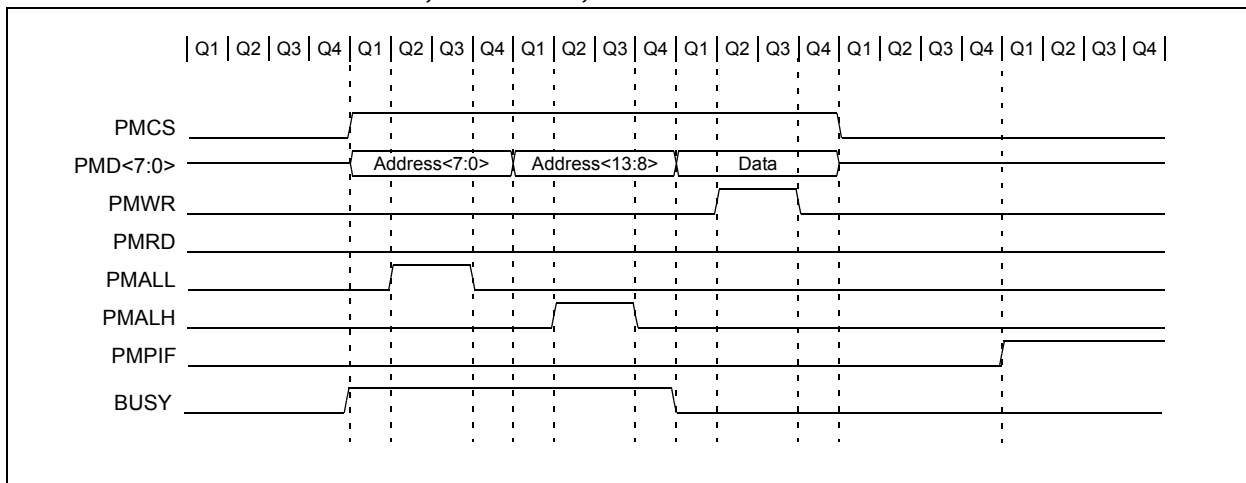 Q1 Q2 Q3 Q4 Q1 Q2 Q3 Q4 Q1 Q2 Q3 Q4 Q1 Q2 Q3 Q4 Q1 Q2 Q3 Q4 Q1 Q2 Q3 Q4
PMCS
PMD<7:0> Address<7:0> Address<13:8> Data
PMWR
PMRD
PMALL
PMALH
PMPIF
BUSY